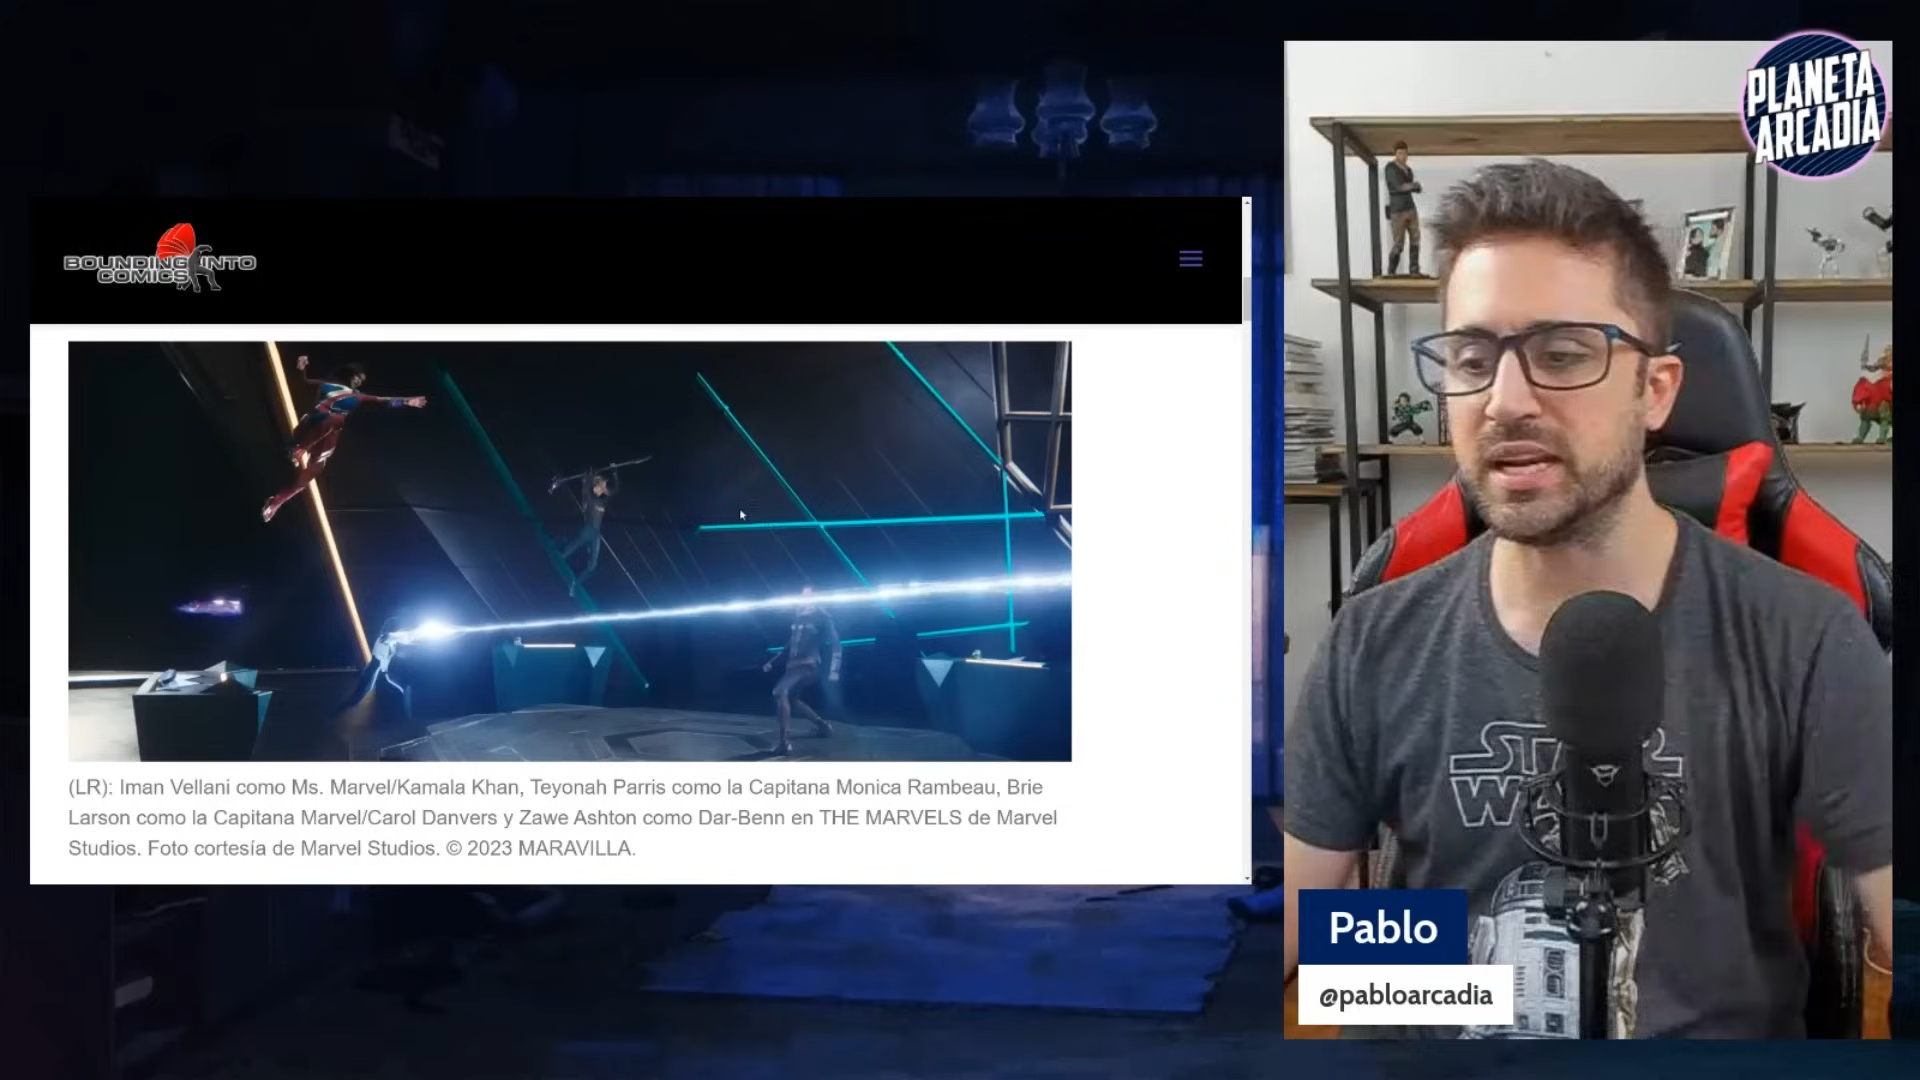 PLANETA
ARCADIA
BOUNDING INTO
COMICS
(LR): Iman Vellani como Ms. Marvel/Kamala Khan, Teyonah Parris como la Capitana Monica Rambeau, Brie
Larson como la Capitana Marvel/Carol Danvers y Zawe Ashton como Dar-Benn en THE MARVELS de Marvel
Studios. Foto cortesía de Marvel Studios. © 2023 MARAVILLA.
STAR
W
Pablo
@pabloarcadia